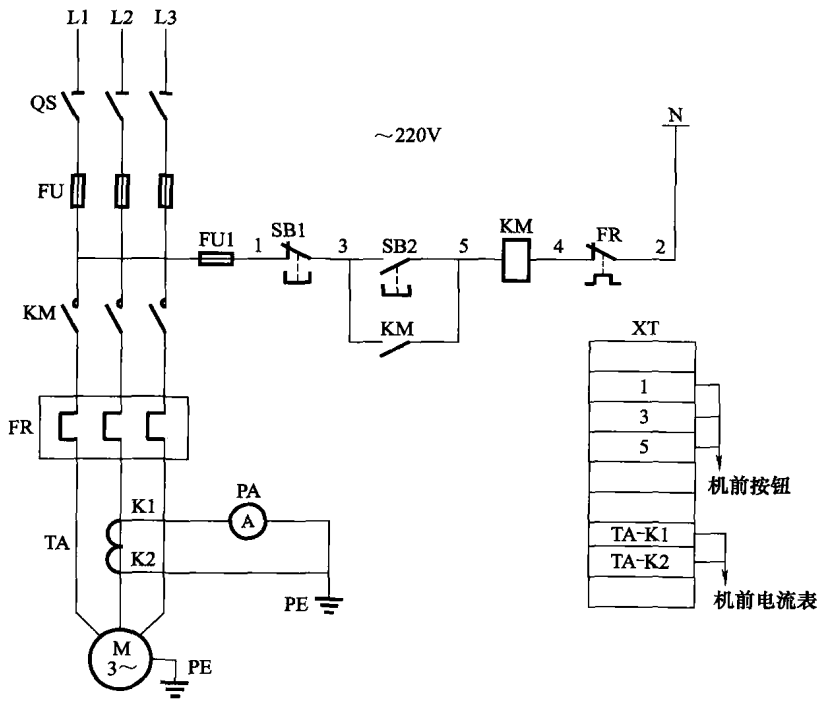 L1 L2 L3
QS
～220V
N
FU
FU1 1 SB1 3 SB2 5 KM 4 FR 2
KM
KM
XT
1
3
5
机前按钮
FR
TA
K1
K2
PA
A
PE
TA-K1
TA-K2
机前电流表
M
3～
PE